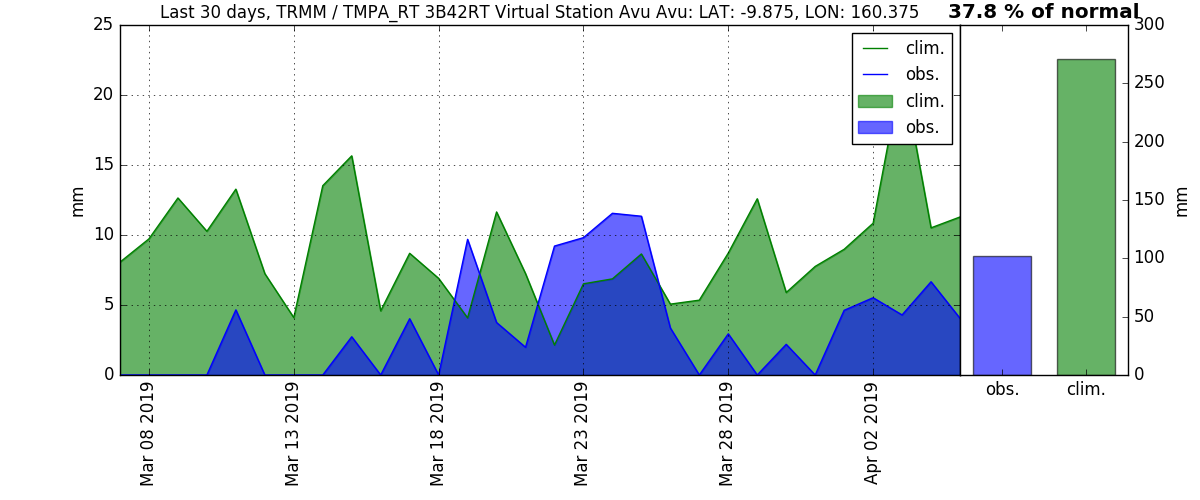 Last 30 days, TRMM / TMPA_RT 3B42RT Virtual Station Avu Avu: LAT: -9.875, LON: 160.375
37.8 % of normal
25
20
15
10
5
0
mm
clim.
obs.
clim.
obs.
Mar 08 2019
Mar 13 2019
Mar 18 2019
Mar 23 2019
Mar 28 2019
Apr 02 2019
300
250
200
150
100
50
0
mm
obs.
clim.